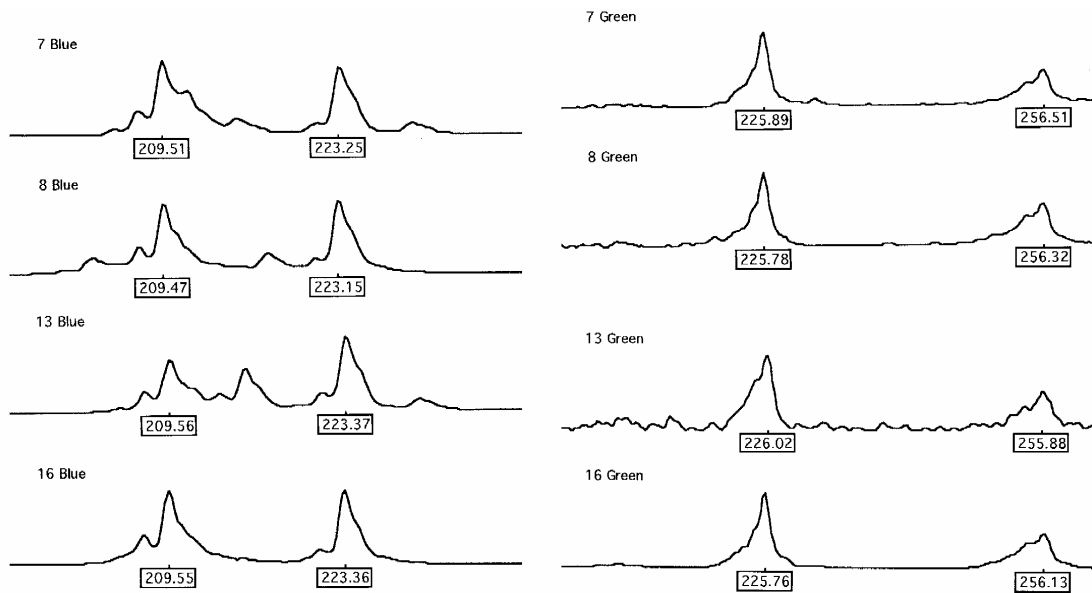 7 Blue
209.51 223.25
8 Blue
209.47 223.15
13 Blue
209.56 223.37
16 Blue
209.55 223.36
7 Green
225.89 256.51
8 Green
225.78 256.32
13 Green
226.02 255.88
16 Green
225.76 256.13